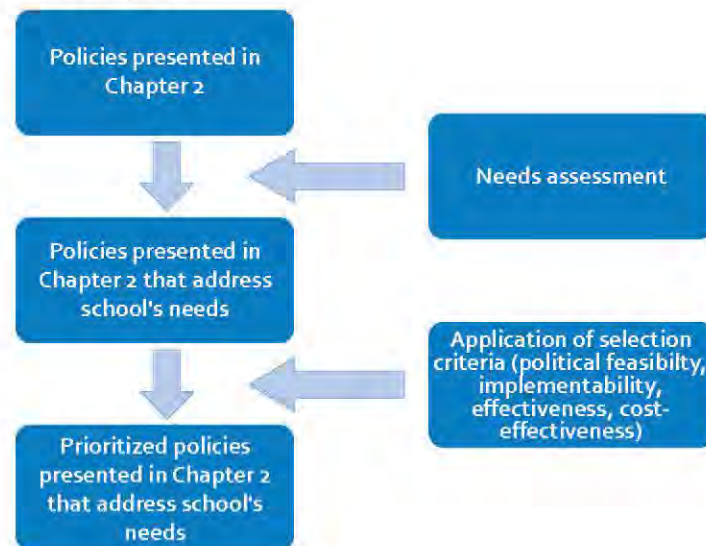 Policies presented in
Chapter 2
Needs assessment
Policies presented in
Chapter 2 that address
school's needs
Application of selection
criteria (political feasibilty,
implementability,
effectiveness, cost-
effectiveness)
Prioritized policies
presented in Chapter 2
that address school's
needs